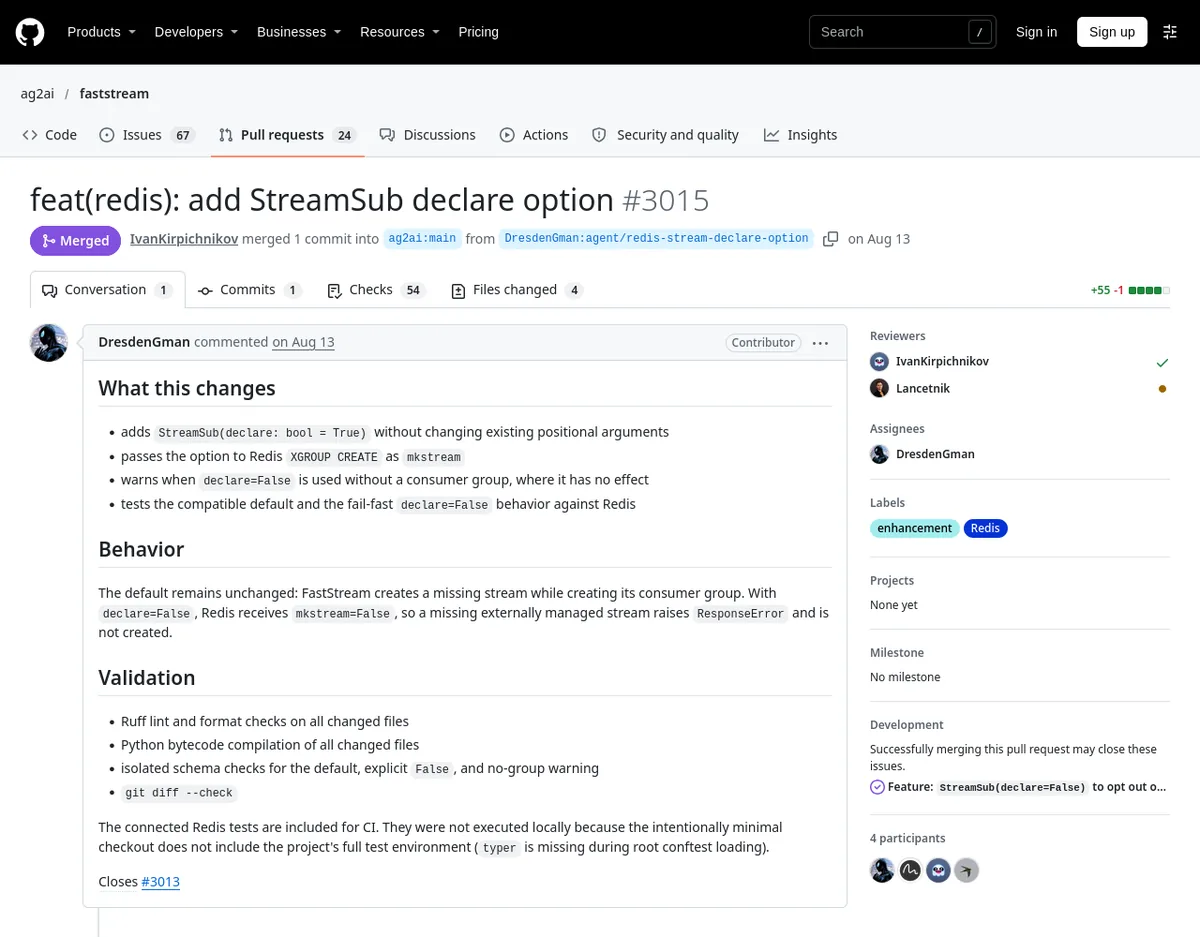 Products Developers Businesses Resources Pricing Search / Sign in Sign up
ag2ai / faststream
Code Issues 67 Pull requests 24 Discussions Actions Security and quality Insights
feat(redis): add StreamSub declare option #3015
Merged IvanKirpichnikov merged 1 commit into ag2ai:main from DresdenGman:agent/redis-stream-declare-option on Aug 13
Conversation 1 Commits 1 Checks 54 Files changed 4 +55 -1
DresdenGman commented on Aug 13 Contributor
What this changes
• adds StreamSub(declare: bool = True) without changing existing positional arguments
• passes the option to Redis XGROUP CREATE as mkstream
• warns when declare=False is used without a consumer group, where it has no effect
• tests the compatible default and the fail-fast declare=False behavior against Redis
Behavior
The default remains unchanged: FastStream creates a missing stream while creating its consumer group. With
declare=False, Redis receives mkstream=False, so a missing externally managed stream raises ResponseError and is
not created.
Validation
• Ruff lint and format checks on all changed files
• Python bytecode compilation of all changed files
• isolated schema checks for the default, explicit False, and no-group warning
• git diff --check
The connected Redis tests are included for CI. They were not executed locally because the intentionally minimal
checkout does not include the project's full test environment (typer is missing during root conftest loading).
Closes #3013
Reviewers
IvanKirpichnikov
Lancetnik
Assignees
DresdenGman
Labels
enhancement Redis
Projects
None yet
Milestone
No milestone
Development
Successfully merging this pull request may close these
issues.
Feature: StreamSub(declare=False) to opt out o...
4 participants